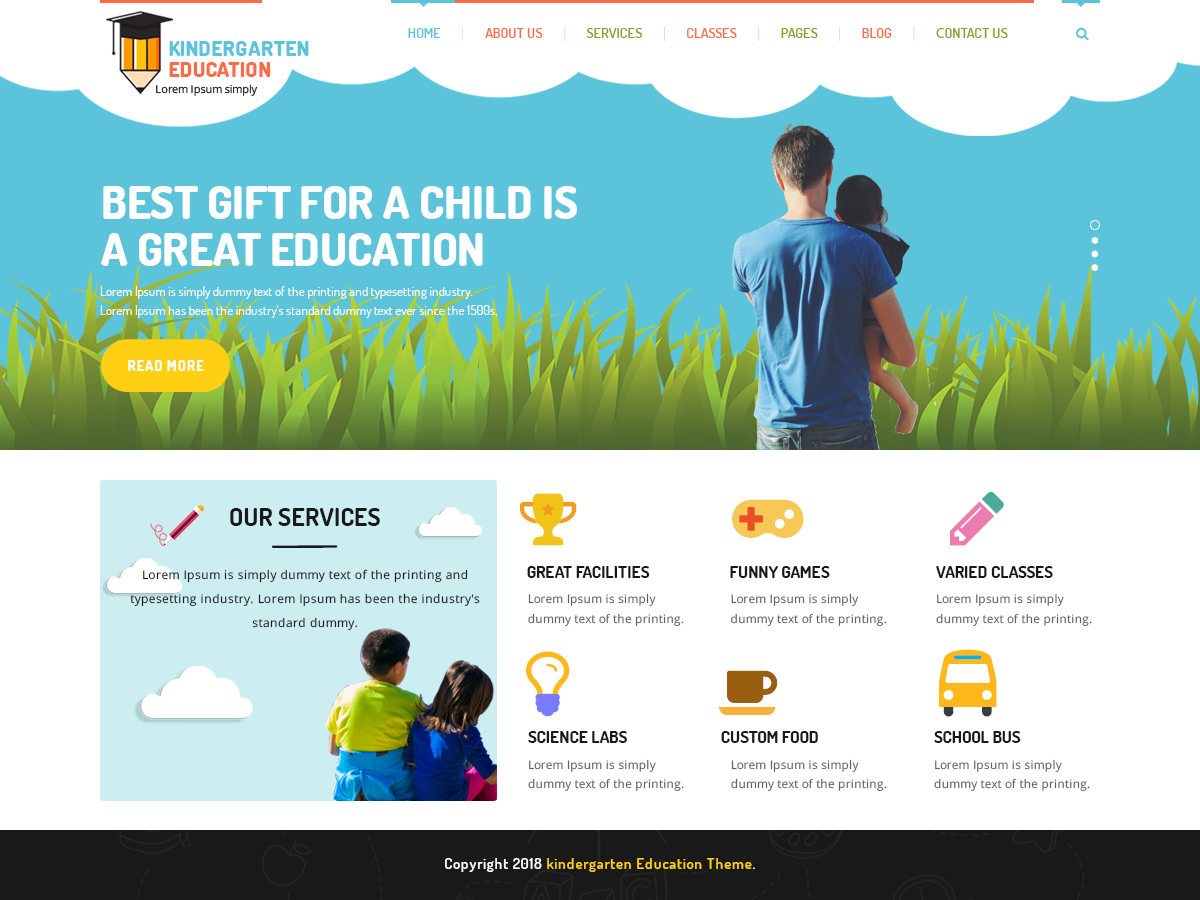 KINDERGARTEN
EDUCATION
Lorem Ipsum simply
HOME
ABOUT US
SERVICES
CLASSES
PAGES
BLOG
CONTACT US
BEST GIFT FOR A CHILD IS
A GREAT EDUCATION
Lorem Ipsum is simply dummy text of the printing and typesetting industry.
Lorem Ipsum has been the industry's standard dummy text ever since the 1500s,
READ MORE
OUR SERVICES
Lorem Ipsum is simply dummy text of the printing and
typesetting industry. Lorem Ipsum has been the industry's
standard dummy.
GREAT FACILITIES
Lorem Ipsum is simply
dummy text of the printing.
FUNNY GAMES
Lorem Ipsum is simply
dummy text of the printing.
VARIED CLASSES
Lorem Ipsum is simply
dummy text of the printing.
SCIENCE LABS
Lorem Ipsum is simply
dummy text of the printing.
CUSTOM FOOD
Lorem Ipsum is simply
dummy text of the printing.
SCHOOL BUS
Lorem Ipsum is simply
dummy text of the printing.
Copyright 2018 kindergarten Education Theme.